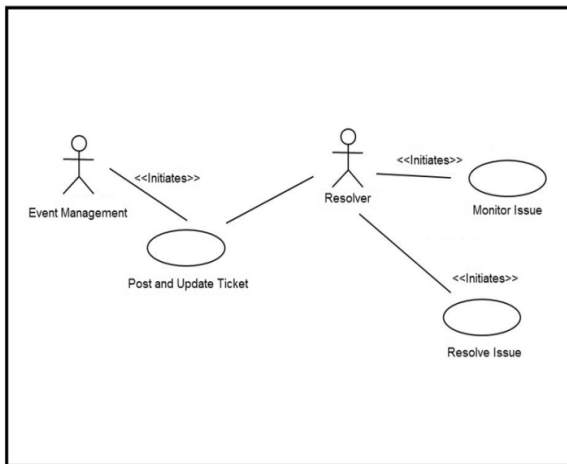 <<Initiates>>
<<Initiates>>
Event Management
Resolver
Monitor Issue
Post and Update Ticket
<<Initiates>>
Resolve Issue